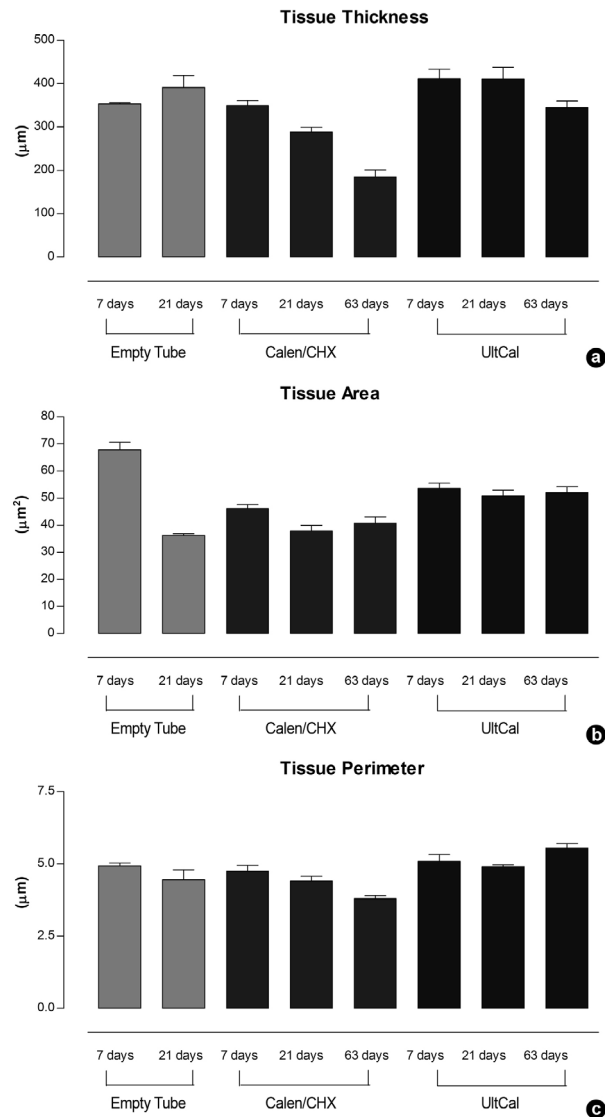 Tissue Thickness
500
400
300
200
100
0
(µm)
7 days 21 days 7 days 21 days 63 days 7 days 21 days 63 days
Empty Tube Calen/CHX UltCal
a
Tissue Area
80
70
60
50
40
30
20
10
0
(µm²)
7 days 21 days 7 days 21 days 63 days 7 days 21 days 63 days
Empty Tube Calen/CHX UltCal
b
Tissue Perimeter
7.5
5.0
2.5
0.0
(µm)
7 days 21 days 7 days 21 days 63 days 7 days 21 days 63 days
Empty Tube Calen/CHX UltCal
c